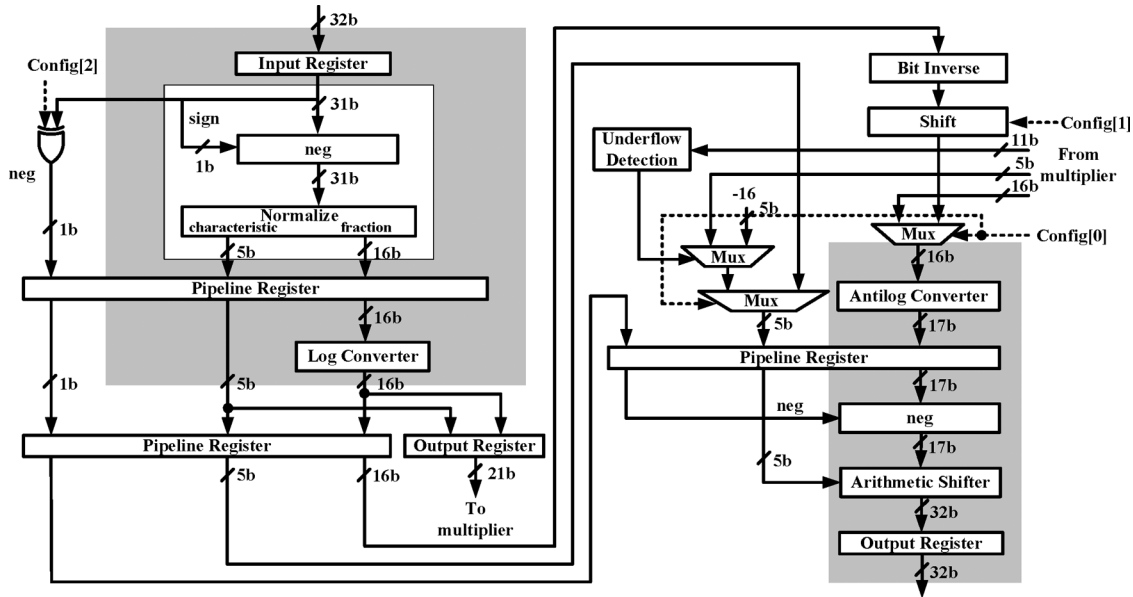 32b
Config[2]
Input Register
31b
sign
neg
1b
neg
31b
Normalize
characteristic fraction
1b
5b
16b
Pipeline Register
16b
Log Converter
1b
5b
16b
Pipeline Register
Output Register
5b
16b
21b
To
multiplier
Bit Inverse
Shift
Config[1]
Underflow
Detection
11b
From
multiplier
5b
16b
-16
5b
Mux
Config[0]
Mux
16b
Mux
Antilog Converter
5b
17b
Pipeline Register
17b
neg
neg
17b
5b
Arithmetic Shifter
32b
Output Register
32b